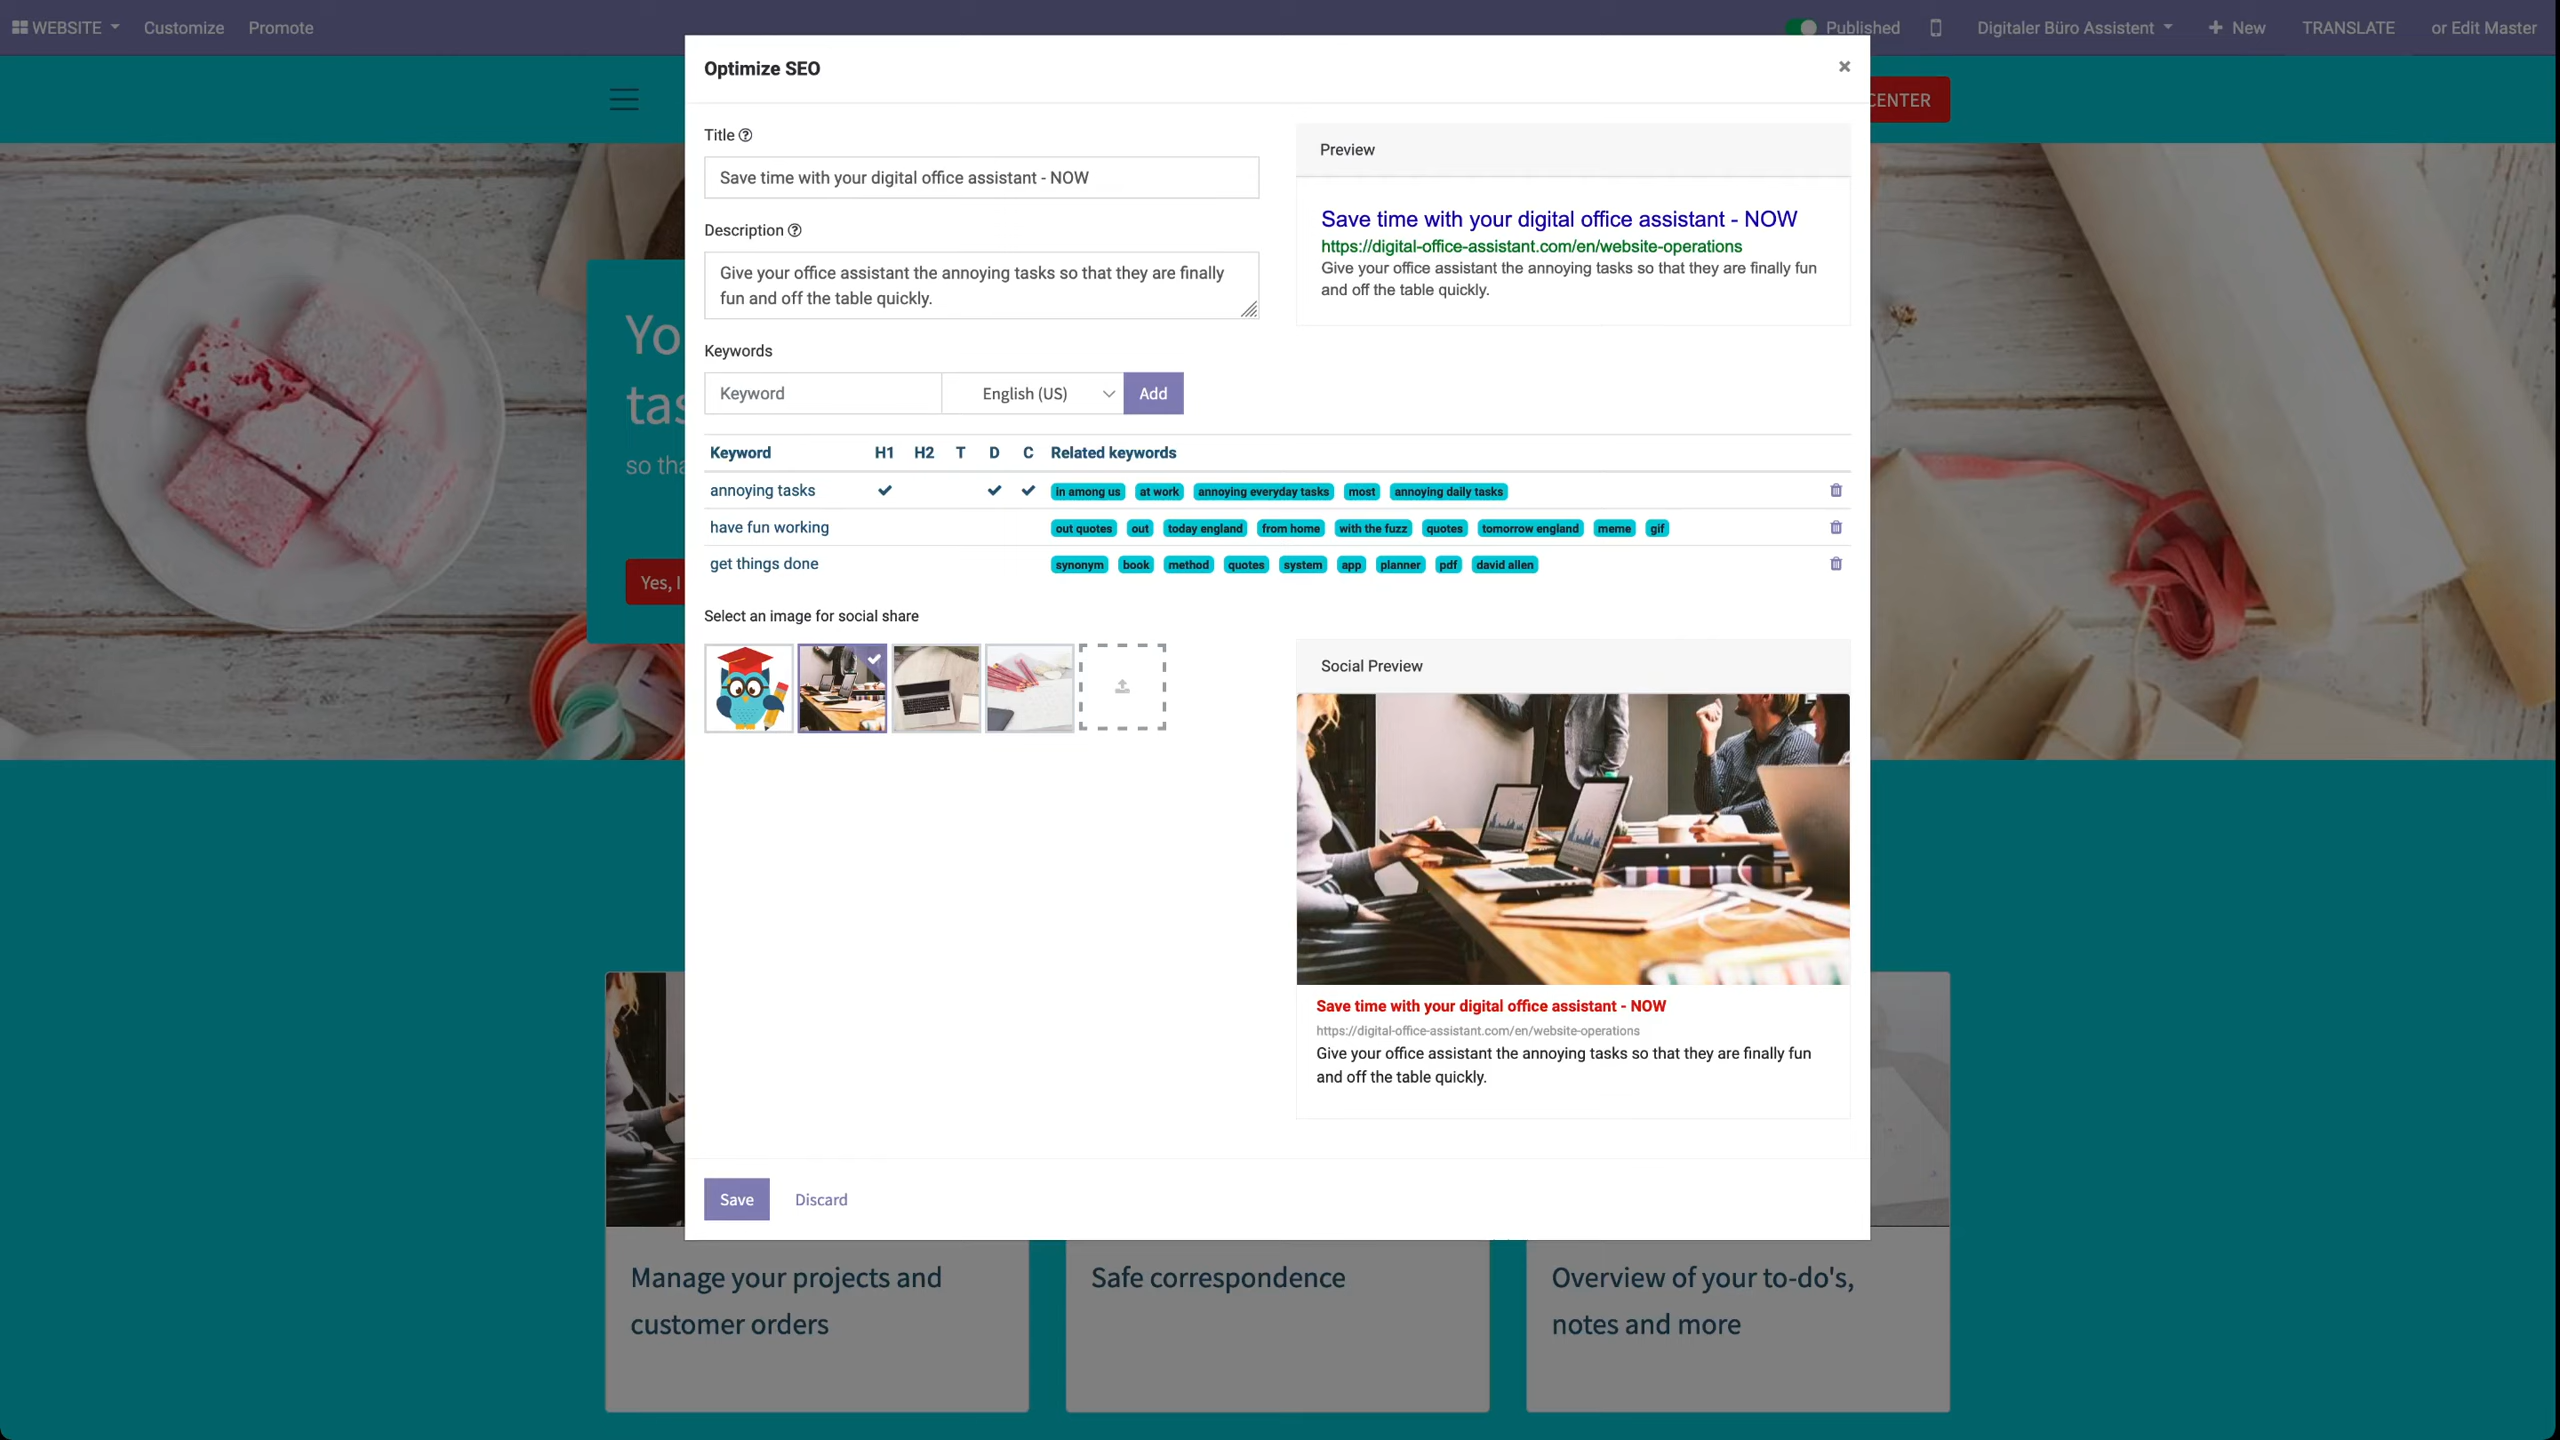 WEBSITE Customize Promote Published Digitaler Büro Assistent New TRANSLATE or Edit Master
Optimize SEO
CENTER
Title
Preview
Save time with your digital office assistant - NOW
Save time with your digital office assistant - NOW
https://digital-office-assistant.com/en/website-operations
Give your office assistant the annoying tasks so that they are finally fun
and off the table quickly.
Description
Give your office assistant the annoying tasks so that they are finally
fun and off the table quickly.
Yo
tas
so tha
Yes, I
Keywords
Keyword English (US) Add
Keyword H1 H2 T D C Related keywords
annoying tasks in among us at work annoying everyday tasks most annoying daily tasks
have fun working out quotes out today england from home with the fuzz quotes tomorrow england meme gif
get things done synonym book method quotes system app planner pdf david allen
Select an image for social share
Social Preview
Save time with your digital office assistant - NOW
https://digital-office-assistant.com/en/website-operations
Give your office assistant the annoying tasks so that they are finally fun
and off the table quickly.
Save Discard
Manage your projects and
customer orders
Safe correspondence
Overview of your to-do's,
notes and more